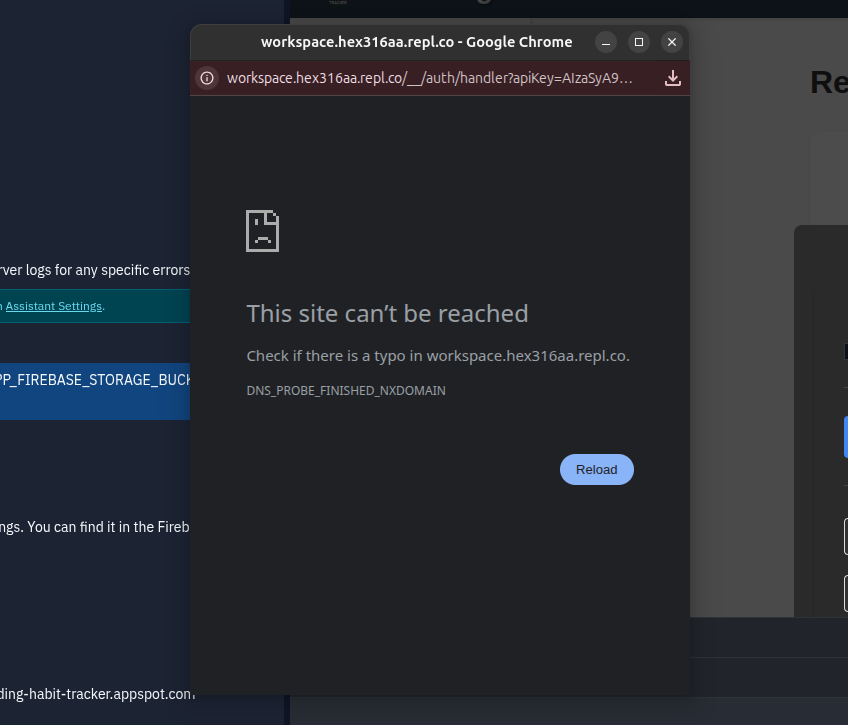 TRACKER
workspace.hex316aa.repl.co - Google Chrome
workspace.hex316aa.repl.co/__/auth/handler?apiKey=AIzaSyA9…
Re
rver logs for any specific errors
n Assistant Settings.
This site can’t be reached
Check if there is a typo in workspace.hex316aa.repl.co.
PP_FIREBASE_STORAGE_BUCK
DNS_PROBE_FINISHED_NXDOMAIN
Reload
ngs. You can find it in the Fireb
ding-habit-tracker.appspot.com